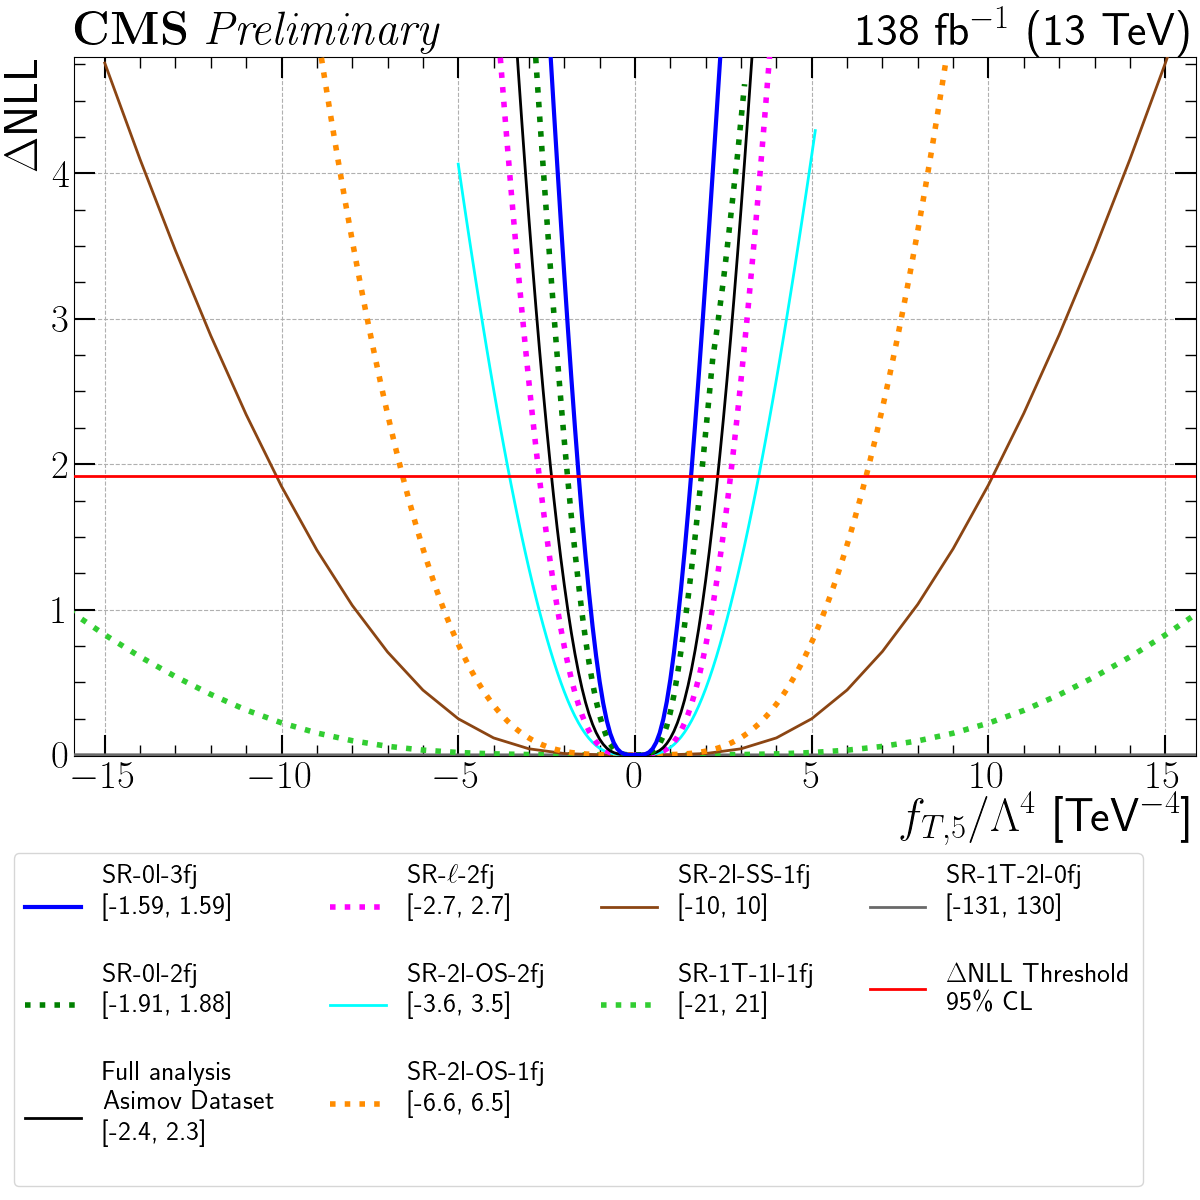 CMS Preliminary 138 fb⁻¹ (13 TeV)
ΔNLL
4
3
2
1
0
−15 −10 −5 0 5 10 15
f_{T,5}/Λ⁴ [TeV⁻⁴]
SR-0l-3fj
[-1.59, 1.59]
SR-0l-2fj
[-1.91, 1.88]
Full analysis
Asimov Dataset
[-2.4, 2.3]
SR-ℓ-2fj
[-2.7, 2.7]
SR-2l-OS-2fj
[-3.6, 3.5]
SR-2l-OS-1fj
[-6.6, 6.5]
SR-2l-SS-1fj
[-10, 10]
SR-1T-1l-1fj
[-21, 21]
SR-1T-2l-0fj
[-131, 130]
ΔNLL Threshold
95% CL